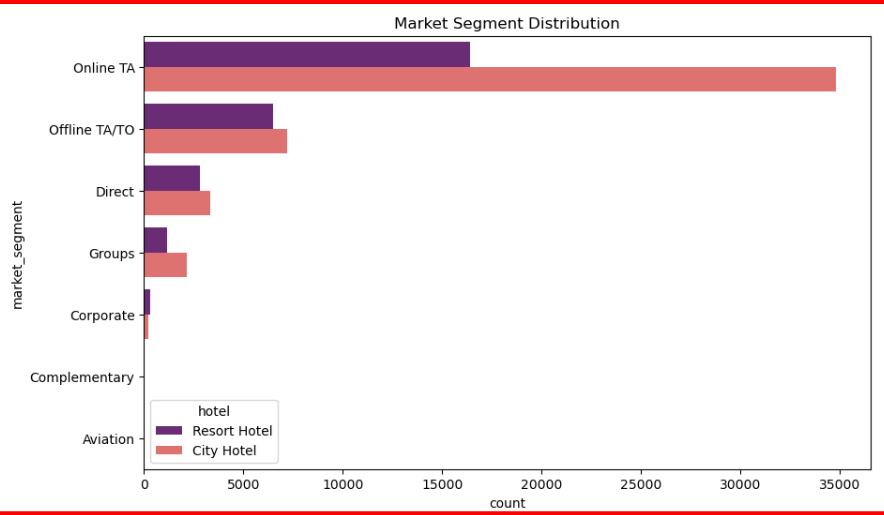 Market Segment Distribution
market_segment
Online TA
Offline TA/TO
Direct
Groups
Corporate
Complementary
Aviation
hotel
Resort Hotel
City Hotel
0 5000 10000 15000 20000 25000 30000 35000
count